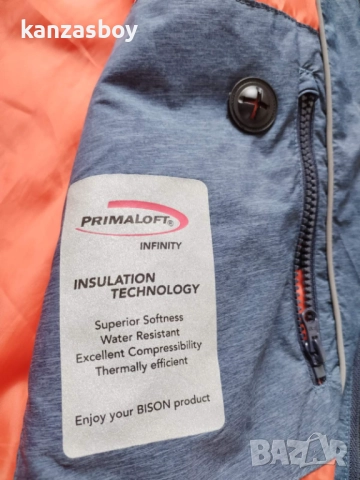 kanzasboy
PRIMALOFT®
INFINITY
INSULATION
TECHNOLOGY
Superior Softness
Water Resistant
Excellent Compressibility
Thermally efficient
Enjoy your BISON product
BAZAR